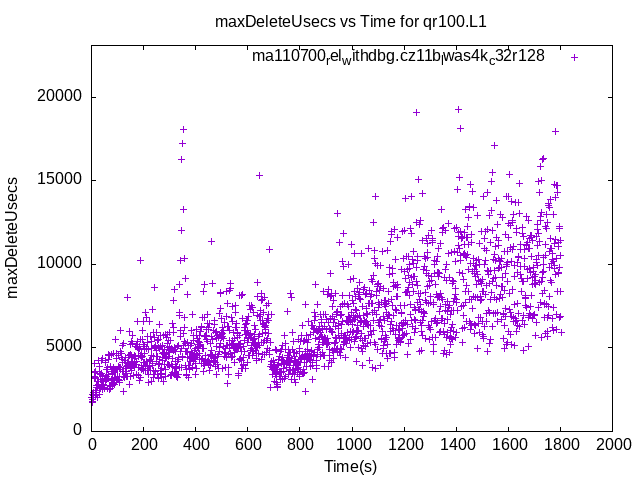 maxDeleteUsecs vs Time for qr100.L1
ma110700_rel_withdbg.cz11b_lwas4k_c32r128
maxDeleteUsecs
20000
15000
10000
5000
0
0 200 400 600 800 1000 1200 1400 1600 1800 2000
Time(s)